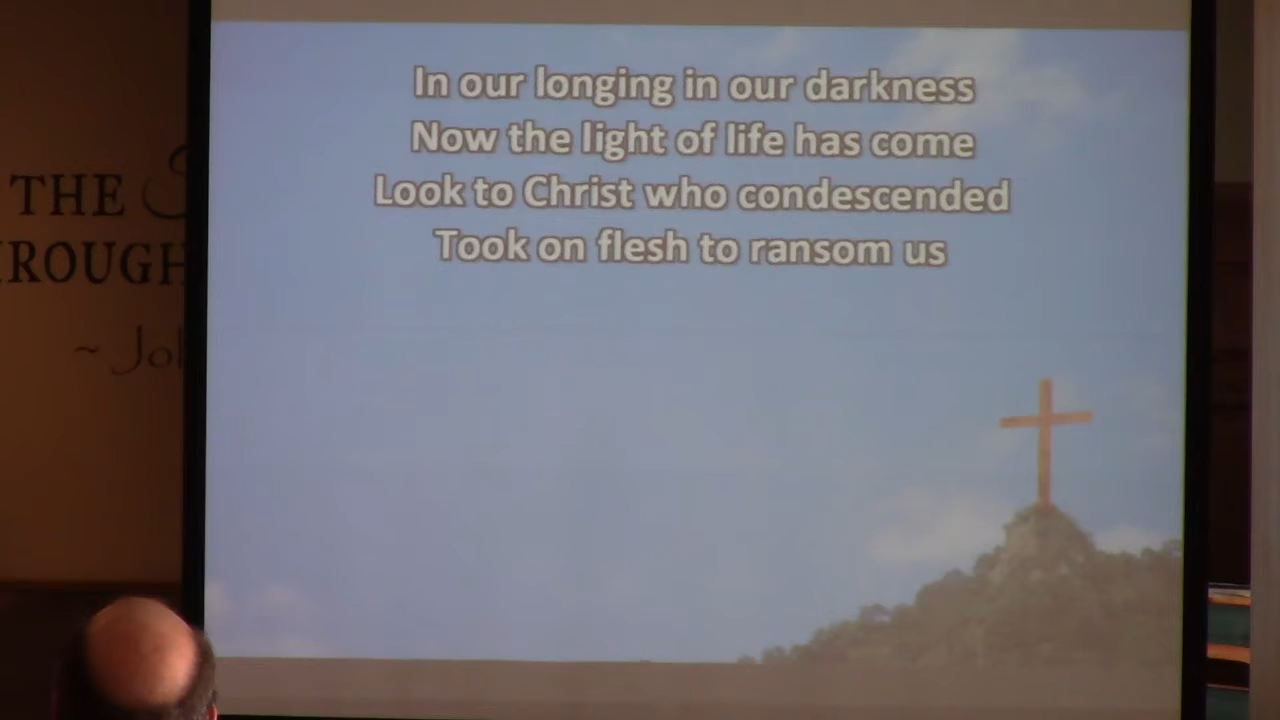 In our longing in our darkness
Now the light of life has come
Look to Christ who condescended
Took on flesh to ransom us
THE
~